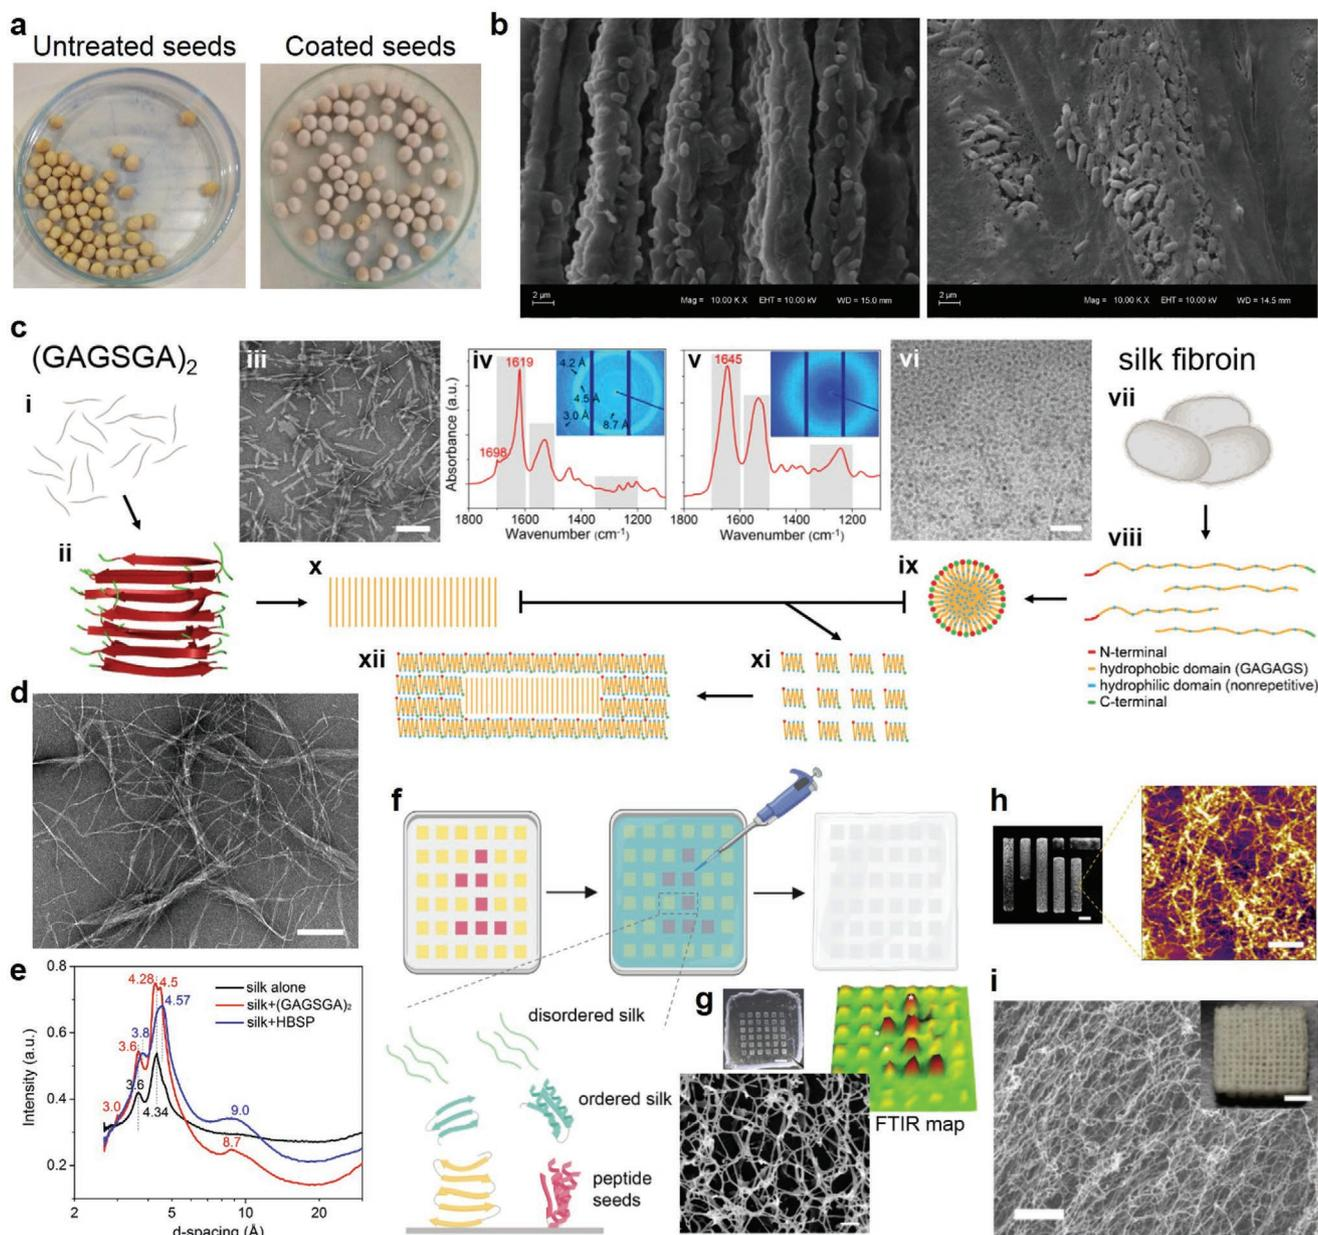 a
Untreated seeds
Coated seeds
b
2 µm
Mag = 10.00 K X EHT = 10.00 kV WD = 15.0 mm
2 µm
Mag = 10.00 K X EHT = 10.00 kV WD = 14.5 mm
c
(GAGSGA)2
i
ii
iii
iv
1619
1698
4.2 Å
4.5 Å
3.0 Å
8.7 Å
Absorbance (a.u.)
1800 1600 1400 1200
Wavenumber (cm-1)
v
1645
1800 1600 1400 1200
Wavenumber (cm-1)
vi
silk fibroin
vii
viii
ix
x
xi
xii
N-terminal
hydrophobic domain (GAGAGS)
hydrophilic domain (nonrepetitive)
C-terminal
d
e
0.8
0.6
0.4
0.2
Intensity (a.u.)
4.28
4.5
4.57
3.8
3.6
3.6
3.0
4.34
9.0
8.7
silk alone
silk+(GAGSGA)2
silk+HBSP
2 5 10 20
d-spacing (Å)
f
disordered silk
ordered silk
peptide
seeds
g
FTIR map
h
i